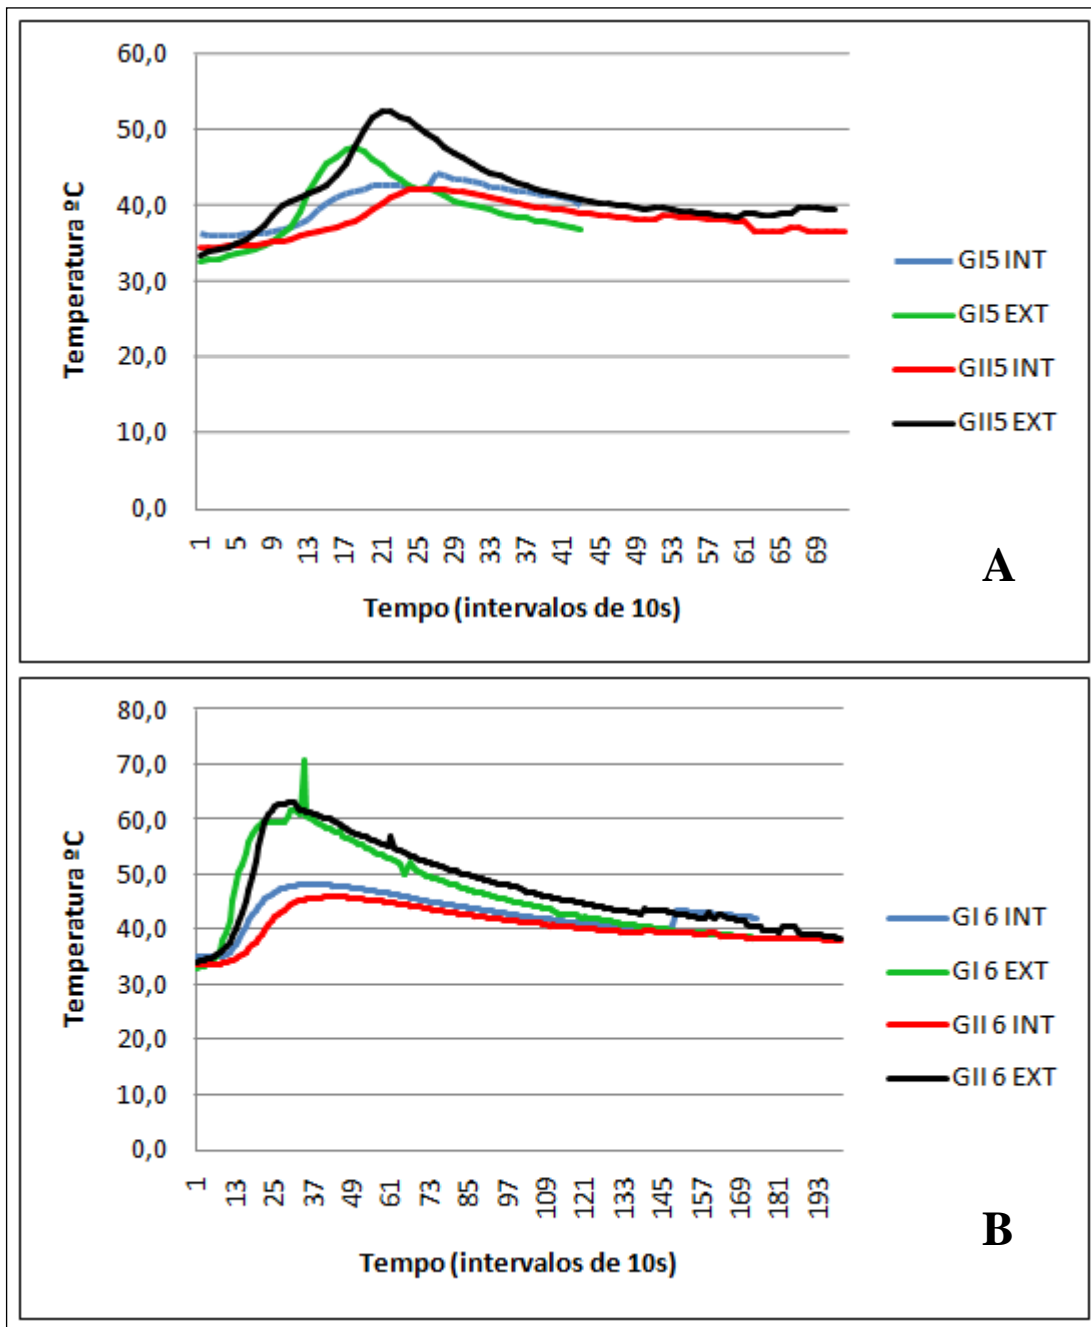 60,0
50,0
40,0
30,0
20,0
10,0
0,0
Temperatura ºC
1 5 9 13 17 21 25 29 33 37 41 45 49 53 57 61 65 69
Tempo (intervalos de 10s)
GI5 INT
GI5 EXT
GII5 INT
GII5 EXT
A
80,0
70,0
60,0
50,0
40,0
30,0
20,0
10,0
0,0
Temperatura ºC
1 13 25 37 49 61 73 85 97 109 121 133 145 157 169 181 193
Tempo (intervalos de 10s)
GI 6 INT
GI 6 EXT
GII 6 INT
GII 6 EXT
B